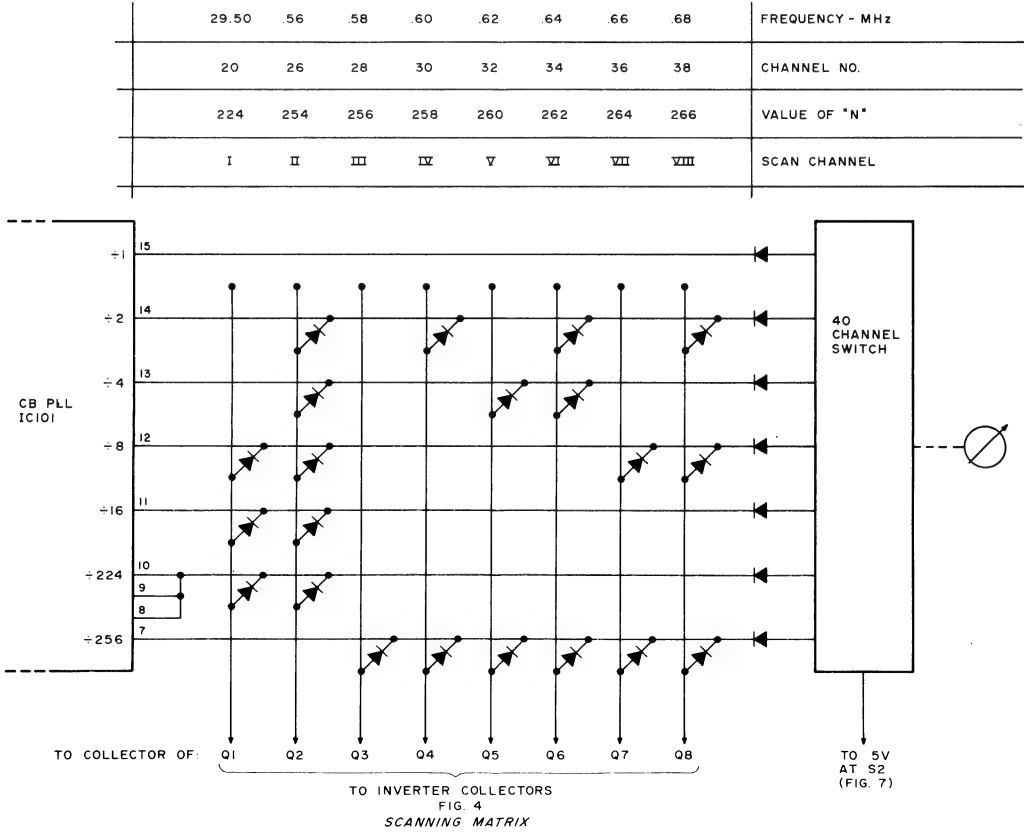 29.50 .56 .58 .60 .62 .64 .66 .68 FREQUENCY - MHz
20 26 28 30 32 34 36 38 CHANNEL NO.
224 254 256 258 260 262 264 266 VALUE OF "N"
I II III IV V VI VII VIII SCAN CHANNEL
÷1 15
÷2 14
÷4 13
÷8 12
÷16 11
÷224 10
9
8
7
÷256
CB PLL
IC101
40
CHANNEL
SWITCH
TO COLLECTOR OF: Q1 Q2 Q3 Q4 Q5 Q6 Q7 Q8
TO 5V
AT S2
(FIG. 7)
TO INVERTER COLLECTORS
FIG. 4
SCANNING MATRIX